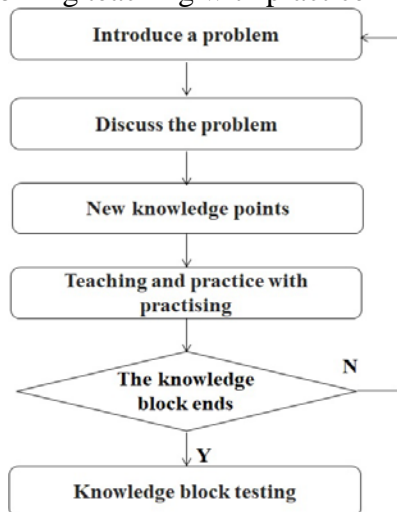 Introduce a problem
Discuss the problem
New knowledge points
Teaching and practice with
practising
The knowledge
block ends
N
Y
Knowledge block testing